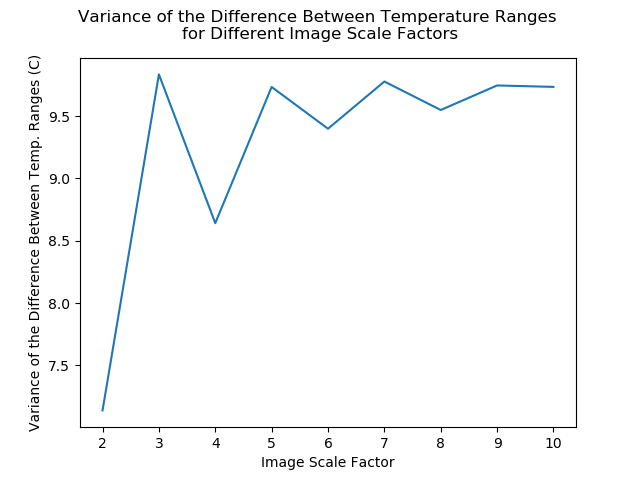 Variance of the Difference Between Temperature Ranges
for Different Image Scale Factors
Variance of the Difference Between Temp. Ranges (C)
9.5
9.0
8.5
8.0
7.5
2 3 4 5 6 7 8 9 10
Image Scale Factor